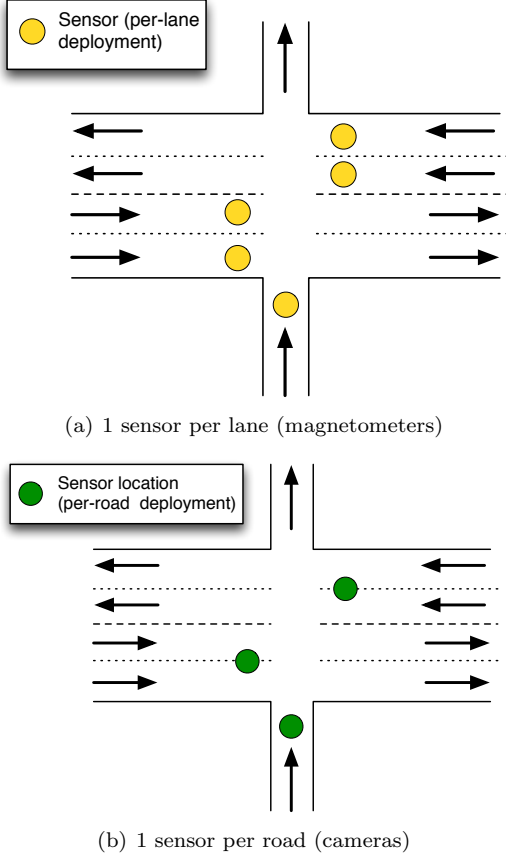 Sensor (per-lane
deployment)
(a) 1 sensor per lane (magnetometers)
Sensor location
(per-road deployment)
(b) 1 sensor per road (cameras)